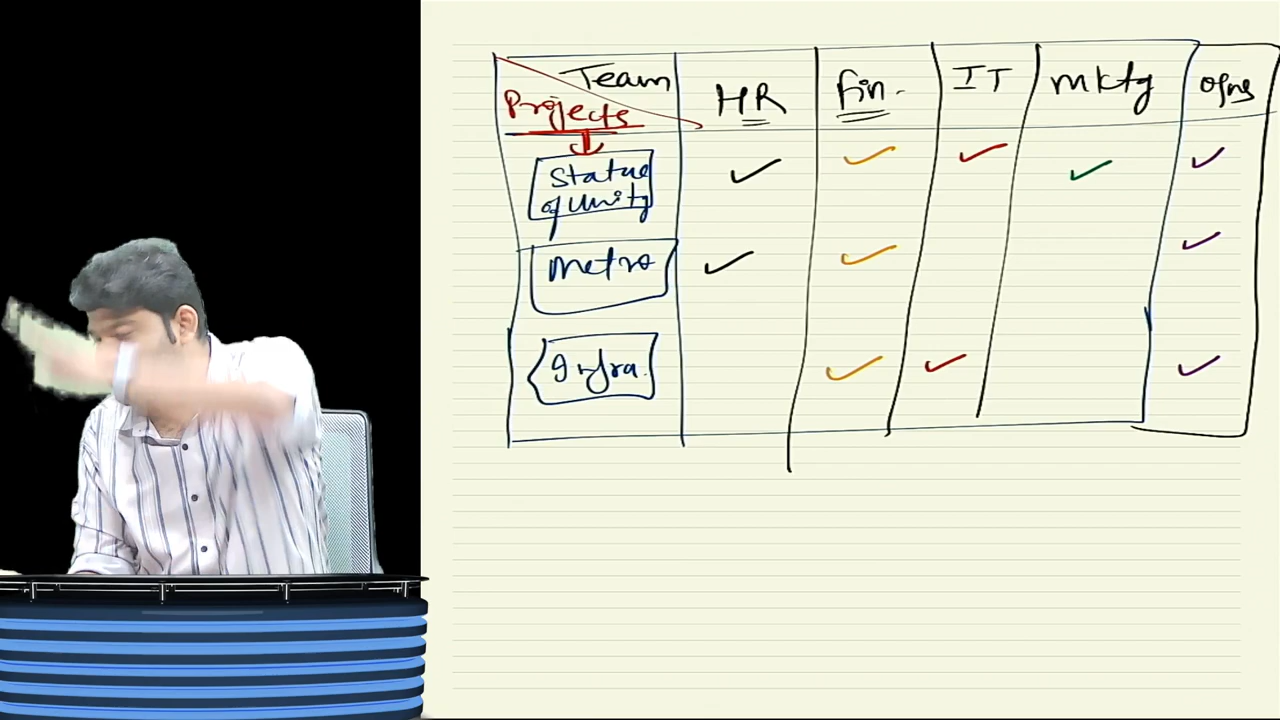 Team
Projects
HR
Fin.
IT
mktg
opns
Statue
of unity
✓ ✓ ✓ ✓ ✓
Metro
✓ ✓ ✓
Infra.
✓ ✓ ✓